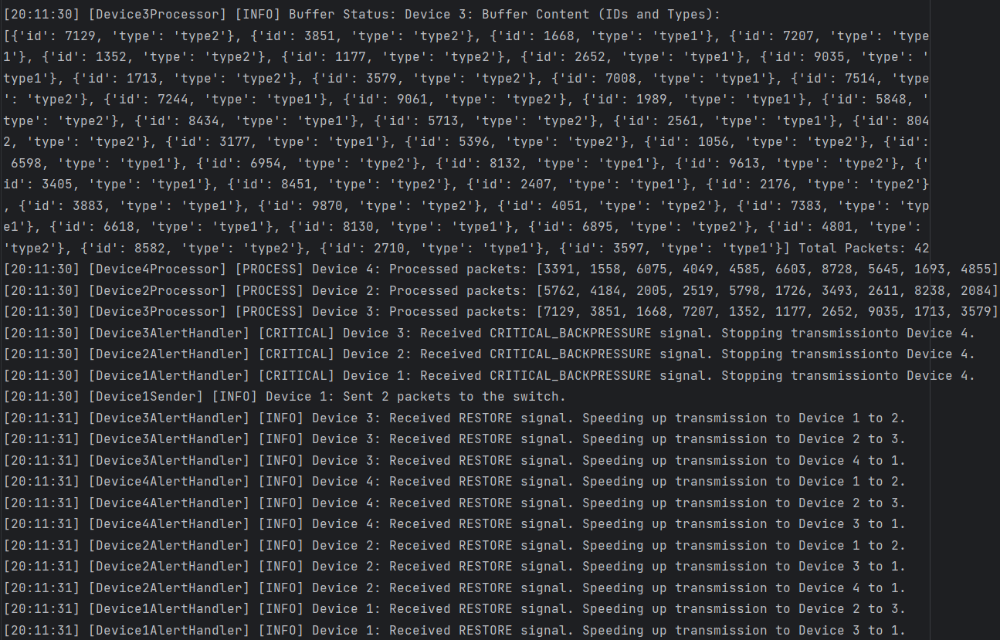 [20:11:30] [Device3Processor] [INFO] Buffer Status: Device 3: Buffer Content (IDs and Types):
[{'id': 7129, 'type': 'type2'}, {'id': 3851, 'type': 'type2'}, {'id': 1668, 'type': 'type1'}, {'id': 7207, 'type': 'type
1'}, {'id': 1352, 'type': 'type2'}, {'id': 1177, 'type': 'type2'}, {'id': 2652, 'type': 'type1'}, {'id': 9035, 'type': '
type1'}, {'id': 1713, 'type': 'type2'}, {'id': 3579, 'type': 'type2'}, {'id': 7008, 'type': 'type1'}, {'id': 7514, 'type
': 'type2'}, {'id': 7244, 'type': 'type1'}, {'id': 9061, 'type': 'type2'}, {'id': 1989, 'type': 'type1'}, {'id': 5848, '
type': 'type2'}, {'id': 8434, 'type': 'type1'}, {'id': 5713, 'type': 'type2'}, {'id': 2561, 'type': 'type1'}, {'id': 804
2, 'type': 'type2'}, {'id': 3177, 'type': 'type1'}, {'id': 5396, 'type': 'type2'}, {'id': 1056, 'type': 'type2'}, {'id':
 6598, 'type': 'type1'}, {'id': 6954, 'type': 'type2'}, {'id': 8132, 'type': 'type1'}, {'id': 9613, 'type': 'type2'}, {'
id': 3405, 'type': 'type1'}, {'id': 8451, 'type': 'type2'}, {'id': 2407, 'type': 'type1'}, {'id': 2176, 'type': 'type2'}
, {'id': 3883, 'type': 'type1'}, {'id': 9870, 'type': 'type2'}, {'id': 4051, 'type': 'type2'}, {'id': 7383, 'type': 'typ
e1'}, {'id': 6618, 'type': 'type1'}, {'id': 8130, 'type': 'type1'}, {'id': 6895, 'type': 'type2'}, {'id': 4801, 'type':
'type2'}, {'id': 8582, 'type': 'type2'}, {'id': 2710, 'type': 'type1'}, {'id': 3597, 'type': 'type1'}] Total Packets: 42
[20:11:30] [Device4Processor] [PROCESS] Device 4: Processed packets: [3391, 1558, 6075, 4049, 4585, 6603, 8728, 5645, 1693, 4855]
[20:11:30] [Device2Processor] [PROCESS] Device 2: Processed packets: [5762, 4184, 2005, 2519, 5798, 1726, 3493, 2611, 8238, 2084]
[20:11:30] [Device3Processor] [PROCESS] Device 3: Processed packets: [7129, 3851, 1668, 7207, 1352, 1177, 2652, 9035, 1713, 3579]
[20:11:30] [Device3AlertHandler] [CRITICAL] Device 3: Received CRITICAL_BACKPRESSURE signal. Stopping transmissionto Device 4.
[20:11:30] [Device2AlertHandler] [CRITICAL] Device 2: Received CRITICAL_BACKPRESSURE signal. Stopping transmissionto Device 4.
[20:11:30] [Device1AlertHandler] [CRITICAL] Device 1: Received CRITICAL_BACKPRESSURE signal. Stopping transmissionto Device 4.
[20:11:30] [Device1Sender] [INFO] Device 1: Sent 2 packets to the switch.
[20:11:31] [Device3AlertHandler] [INFO] Device 3: Received RESTORE signal. Speeding up transmission to Device 1 to 2.
[20:11:31] [Device3AlertHandler] [INFO] Device 3: Received RESTORE signal. Speeding up transmission to Device 2 to 3.
[20:11:31] [Device3AlertHandler] [INFO] Device 3: Received RESTORE signal. Speeding up transmission to Device 4 to 1.
[20:11:31] [Device4AlertHandler] [INFO] Device 4: Received RESTORE signal. Speeding up transmission to Device 1 to 2.
[20:11:31] [Device4AlertHandler] [INFO] Device 4: Received RESTORE signal. Speeding up transmission to Device 2 to 3.
[20:11:31] [Device4AlertHandler] [INFO] Device 4: Received RESTORE signal. Speeding up transmission to Device 3 to 1.
[20:11:31] [Device2AlertHandler] [INFO] Device 2: Received RESTORE signal. Speeding up transmission to Device 1 to 2.
[20:11:31] [Device2AlertHandler] [INFO] Device 2: Received RESTORE signal. Speeding up transmission to Device 3 to 1.
[20:11:31] [Device2AlertHandler] [INFO] Device 2: Received RESTORE signal. Speeding up transmission to Device 4 to 1.
[20:11:31] [Device1AlertHandler] [INFO] Device 1: Received RESTORE signal. Speeding up transmission to Device 2 to 3.
[20:11:31] [Device1AlertHandler] [INFO] Device 1: Received RESTORE signal. Speeding up transmission to Device 3 to 1.